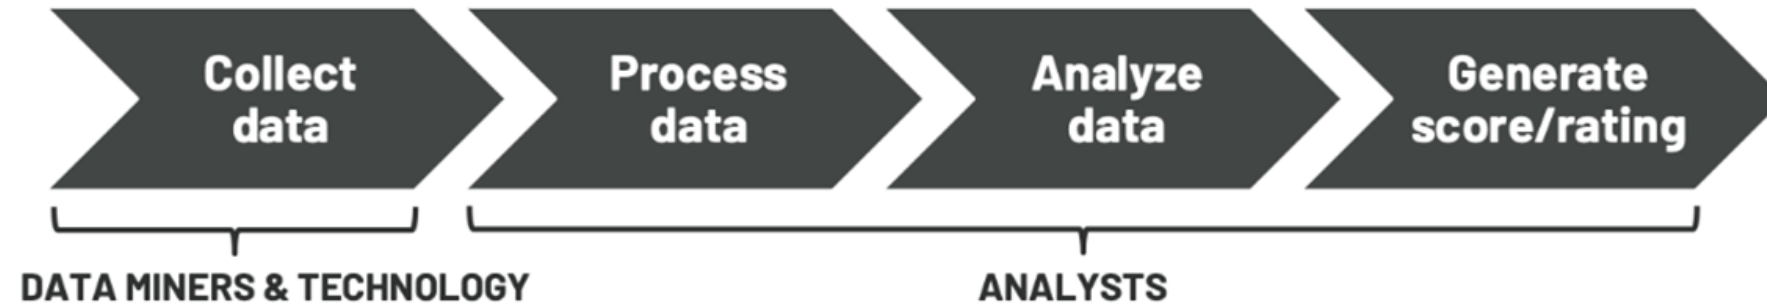 Collect
data
Process
data
Analyze
data
Generate
score/rating
DATA MINERS & TECHNOLOGY
ANALYSTS